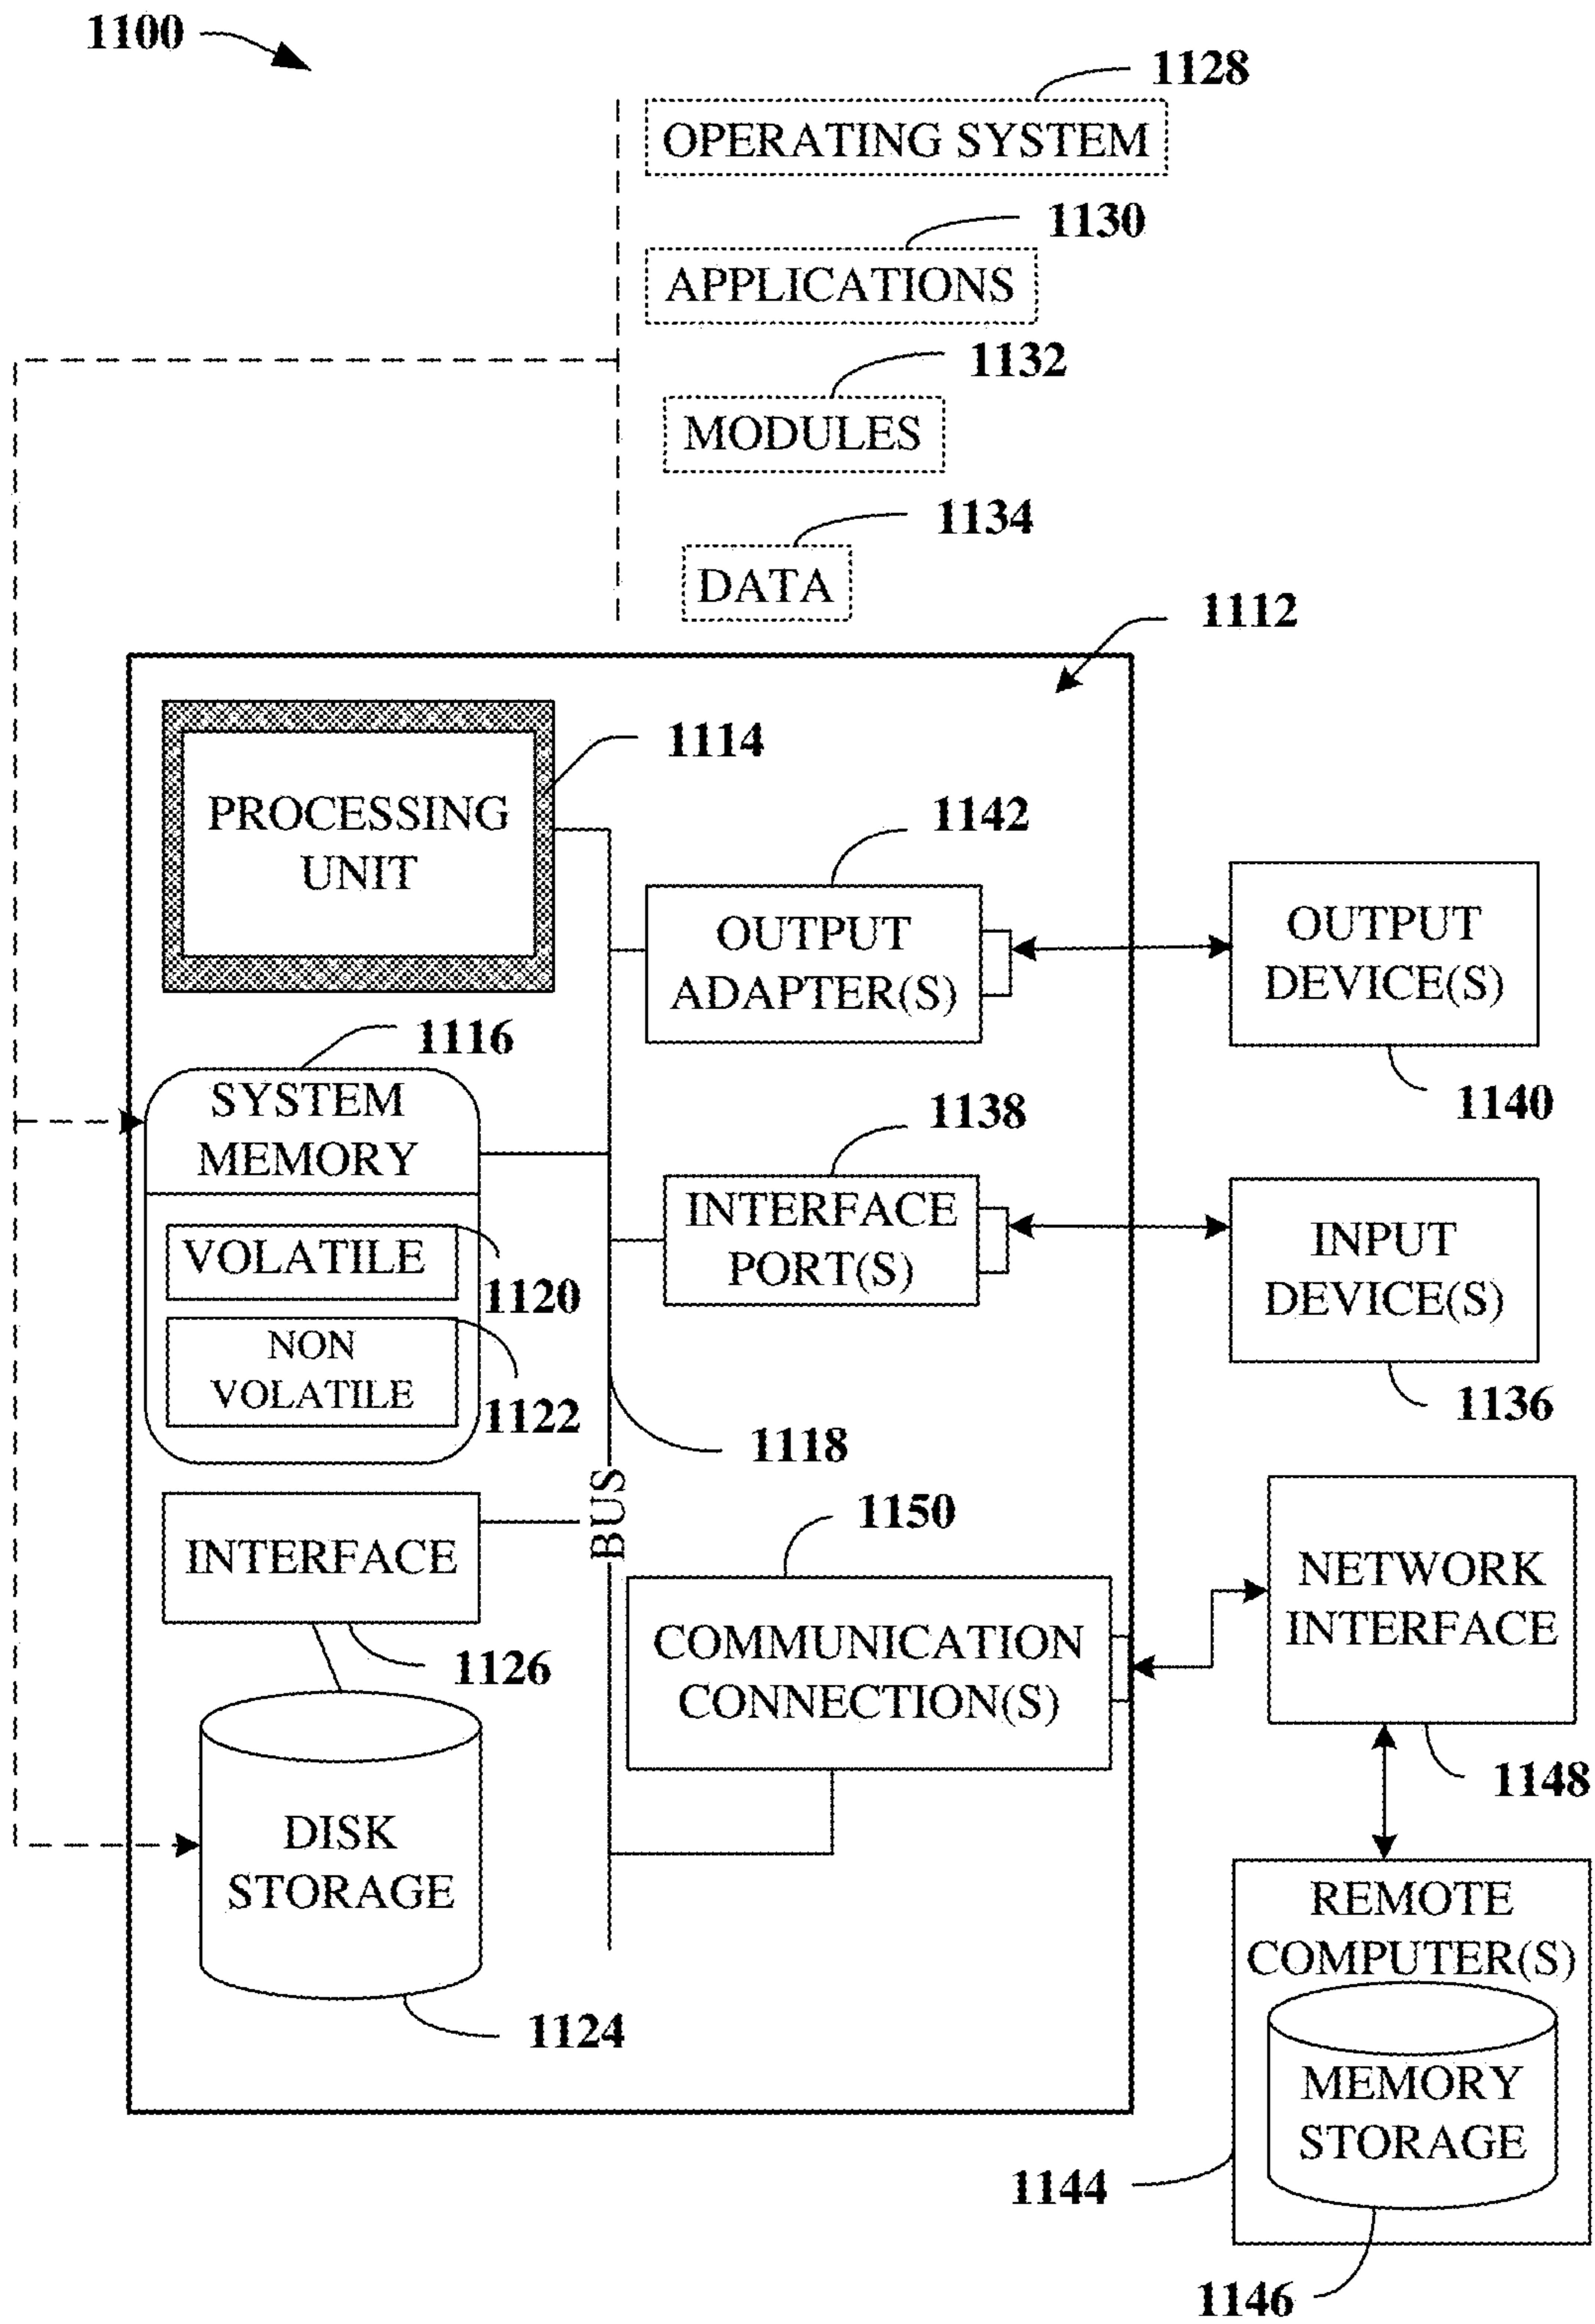 1100
1128
OPERATING SYSTEM
1130
APPLICATIONS
1132
MODULES
1134
DATA
1112
PROCESSING
UNIT
1114
1142
OUTPUT
ADAPTER(S)
OUTPUT
DEVICE(S)
1140
1116
SYSTEM
MEMORY
VOLATILE
1120
NON
VOLATILE
1122
1138
INTERFACE
PORT(S)
INPUT
DEVICE(S)
1136
1118
BUS
INTERFACE
1126
1150
COMMUNICATION
CONNECTION(S)
NETWORK
INTERFACE
1148
DISK
STORAGE
1124
REMOTE
COMPUTER(S)
MEMORY
STORAGE
1144
1146